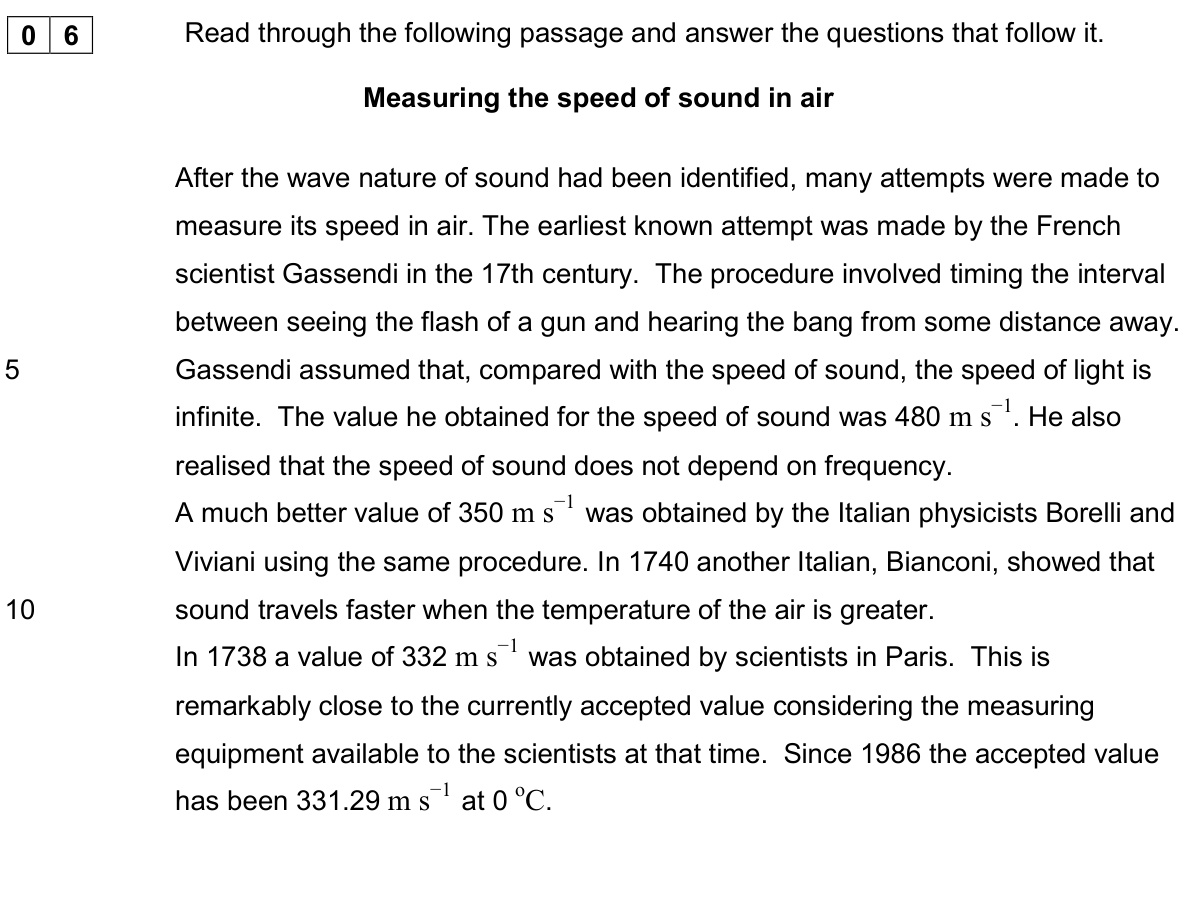 0 6 Read through the following passage and answer the questions that follow it.
Measuring the speed of sound in air
After the wave nature of sound had been identified, many attempts were made to
measure its speed in air. The earliest known attempt was made by the French
scientist Gassendi in the 17th century.  The procedure involved timing the interval
between seeing the flash of a gun and hearing the bang from some distance away.
5 Gassendi assumed that, compared with the speed of sound, the speed of light is
infinite.  The value he obtained for the speed of sound was 480 m s⁻¹. He also
realised that the speed of sound does not depend on frequency.
A much better value of 350 m s⁻¹ was obtained by the Italian physicists Borelli and
Viviani using the same procedure. In 1740 another Italian, Bianconi, showed that
10 sound travels faster when the temperature of the air is greater.
In 1738 a value of 332 m s⁻¹ was obtained by scientists in Paris.  This is
remarkably close to the currently accepted value considering the measuring
equipment available to the scientists at that time.  Since 1986 the accepted value
has been 331.29 m s⁻¹ at 0 ºC.